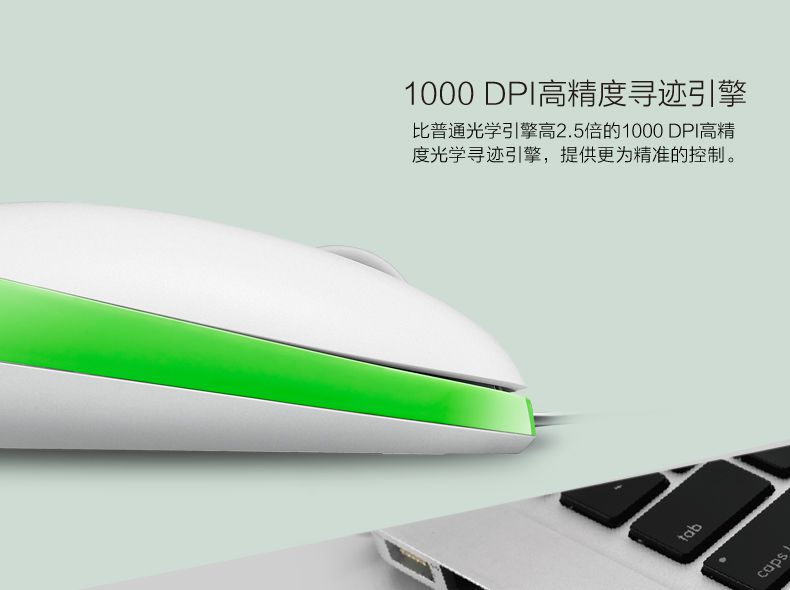 1000 DPI高精度寻迹引擎
比普通光学引擎高2.5倍的1000 DPI高精
度光学寻迹引擎，提供更为精准的控制。
tab
caps l